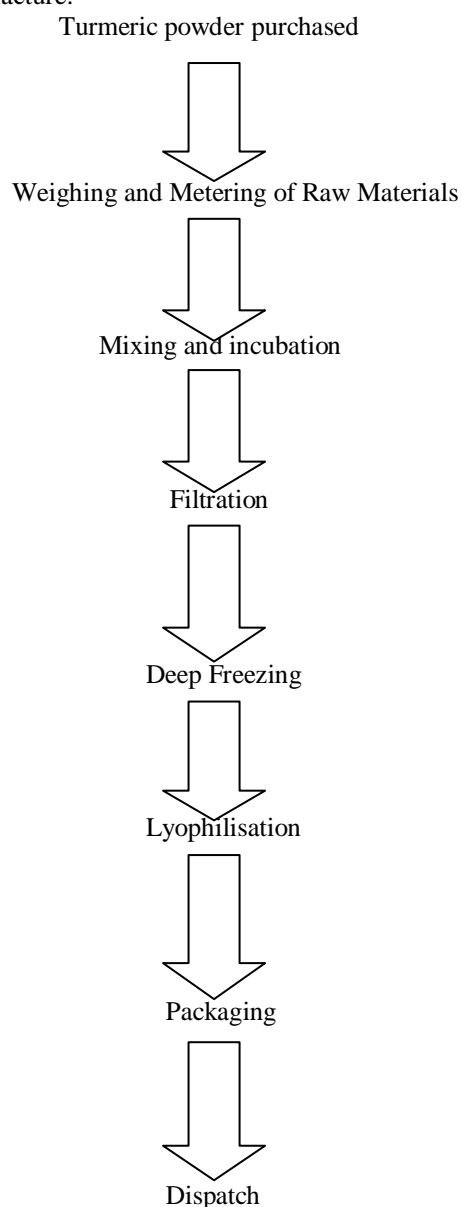 Turmeric powder purchased
Weighing and Metering of Raw Materials
Mixing and incubation
Filtration
Deep Freezing
Lyophilisation
Packaging
Dispatch